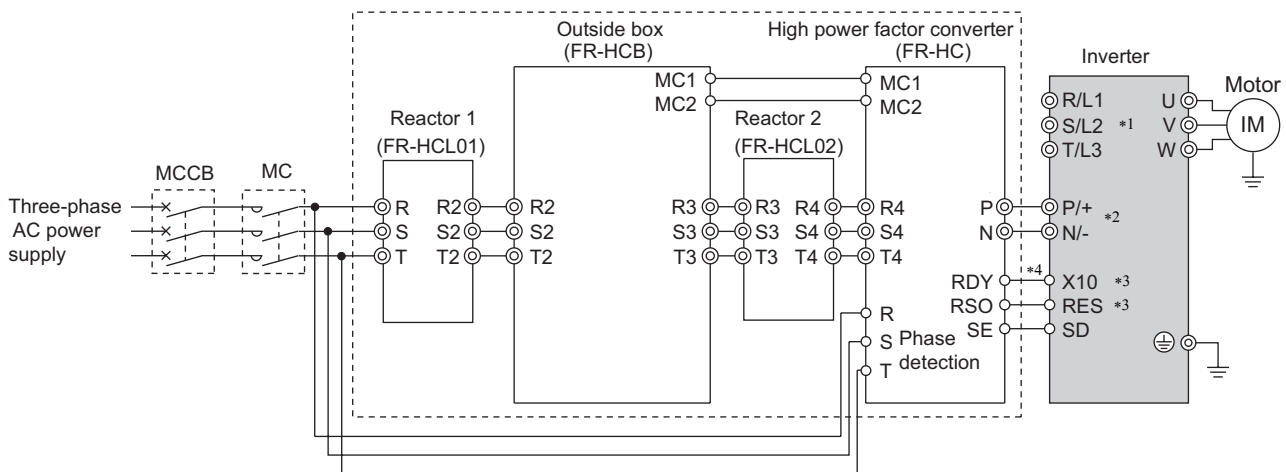 Outside box
(FR-HCB)
High power factor converter
(FR-HC)
Inverter
Motor
MC1
MC2
MC1
MC2
Reactor 1
(FR-HCL01)
Reactor 2
(FR-HCL02)
R/L1
S/L2 *1
T/L3
U
V
W
IM
MCCB
MC
Three-phase
AC power
supply
R
S
T
R2
S2
T2
R2
S2
T2
R3
S3
T3
R3
S3
T3
R4
S4
T4
R4
S4
T4
P
N
P/+
N/-
*2
RDY
RSO
SE
*4
X10 *3
RES *3
SD
R
S
T
Phase
detection